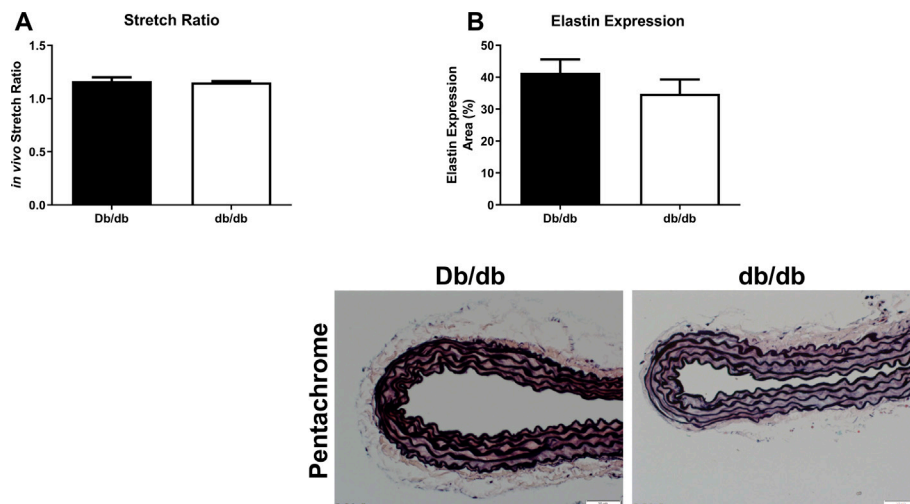 A
Stretch Ratio
in vivo Stretch Ratio
1.5
1.0
0.5
0.0
Db/db
db/db
B
Elastin Expression
Elastin Expression
Area (%)
50
40
30
20
10
0
Db/db
db/db
Db/db
db/db
Pentachrome